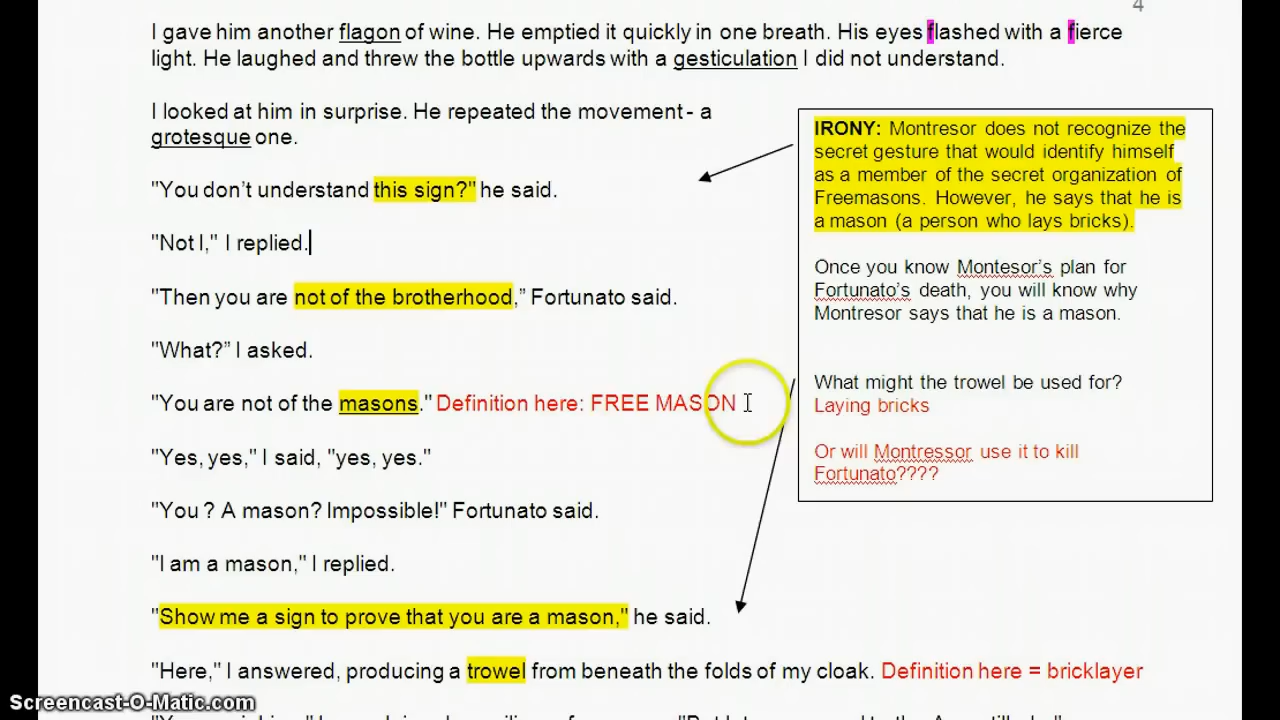 4
I gave him another flagon of wine. He emptied it quickly in one breath. His eyes flashed with a fierce
light. He laughed and threw the bottle upwards with a gesticulation I did not understand.
I looked at him in surprise. He repeated the movement - a
grotesque one.
"You don’t understand this sign?" he said.
"Not I," I replied.
"Then you are not of the brotherhood,” Fortunato said.
"What?” I asked.
"You are not of the masons." Definition here: FREE MASON
"Yes, yes," I said, "yes, yes."
"You ? A mason? Impossible!" Fortunato said.
"I am a mason," I replied.
"Show me a sign to prove that you are a mason," he said.
"Here," I answered, producing a trowel from beneath the folds of my cloak. Definition here = bricklayer
IRONY: Montresor does not recognize the
secret gesture that would identify himself
as a member of the secret organization of
Freemasons. However, he says that he is
a mason (a person who lays bricks).
Once you know Montesor’s plan for
Fortunato’s death, you will know why
Montresor says that he is a mason.
What might the trowel be used for?
Laying bricks
Or will Montressor use it to kill
Fortunato????
Screencast-O-Matic.com